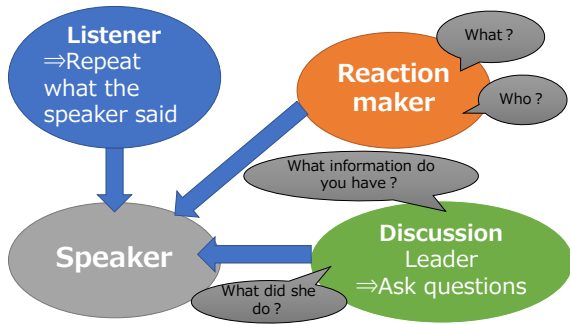 Listener
⇒Repeat
what the
speaker said
Reaction
maker
What？
Who？
What information do
you have？
Speaker
Discussion
Leader
⇒Ask questions
What did she
do？